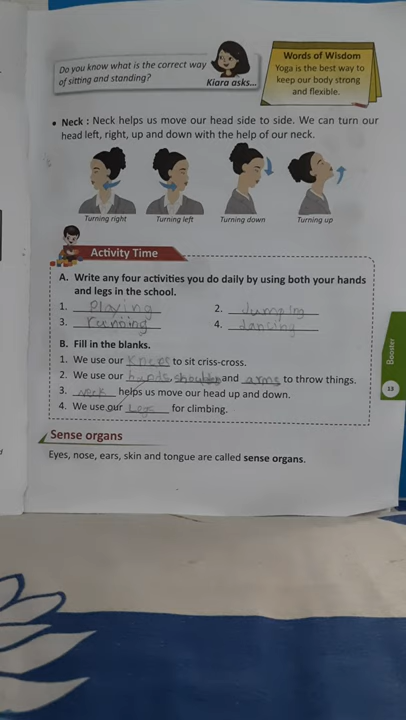 Do you know what is the correct way
of sitting and standing?
Kiara asks...
Words of Wisdom
Yoga is the best way to
keep our body strong
and flexible.
• Neck : Neck helps us move our head side to side. We can turn our
head left, right, up and down with the help of our neck.
Turning right Turning left Turning down Turning up
Activity Time
A. Write any four activities you do daily by using both your hands
and legs in the school.
1. Playing 2. Jumping
3. running 4. dancing
B. Fill in the blanks.
1. We use our knees to sit criss-cross.
2. We use our hands, and arms to throw things.
3. neck helps us move our head up and down.
4. We use our legs for climbing.
Booster
13
Sense organs
Eyes, nose, ears, skin and tongue are called sense organs.